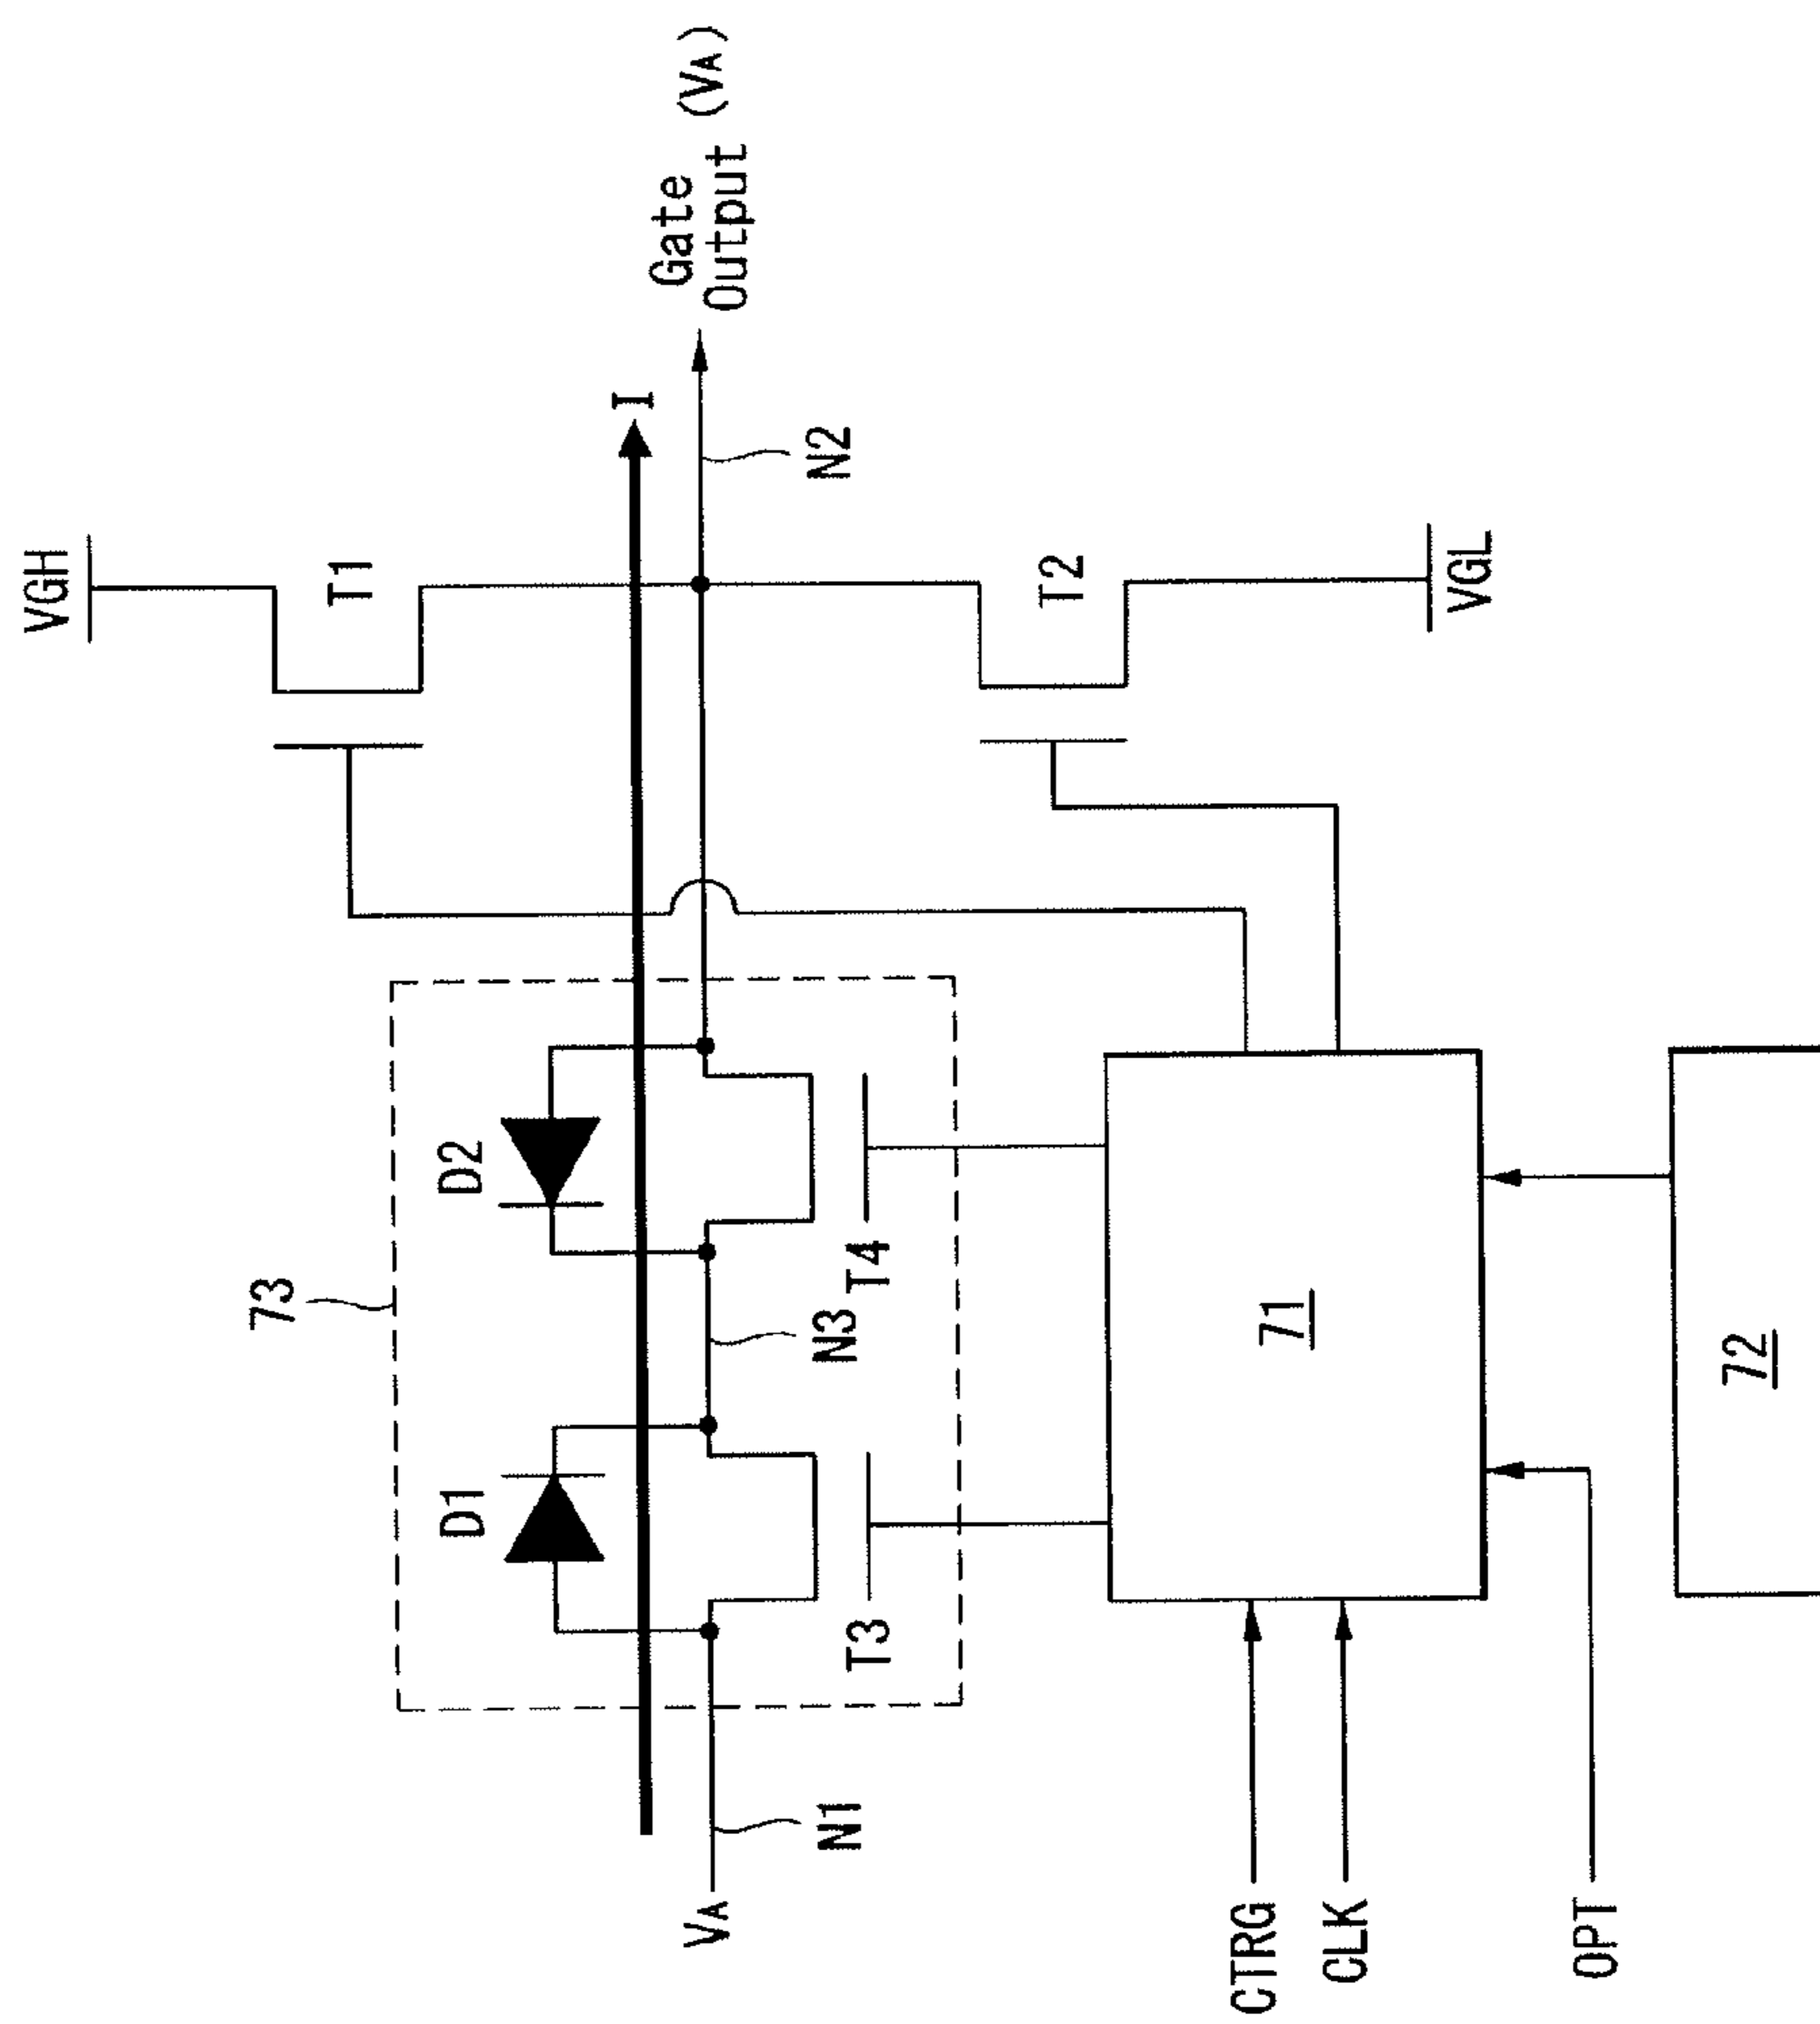 VGH
T1
I
Gate
Output (VA)
N2
T2
VGL
73
D1
D2
N3
T3
T4
VA
N1
CTRG
CLK
OPT
71
72